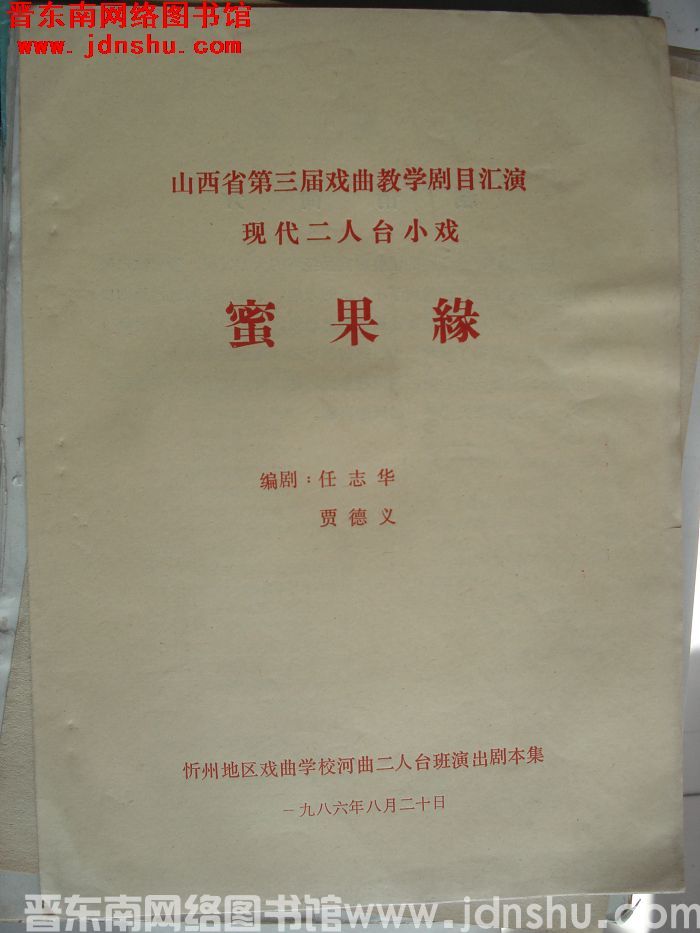 晋东南网络图书馆
www.jdnshu.com
山西省第三届戏曲教学剧目汇演
现代二人台小戏
蜜果緣
编剧：任志华
贾德义
忻州地区戏曲学校河曲二人台班演出剧本集
一九八六年八月二十日
晋东南网络图书馆 www.jdnshu.com